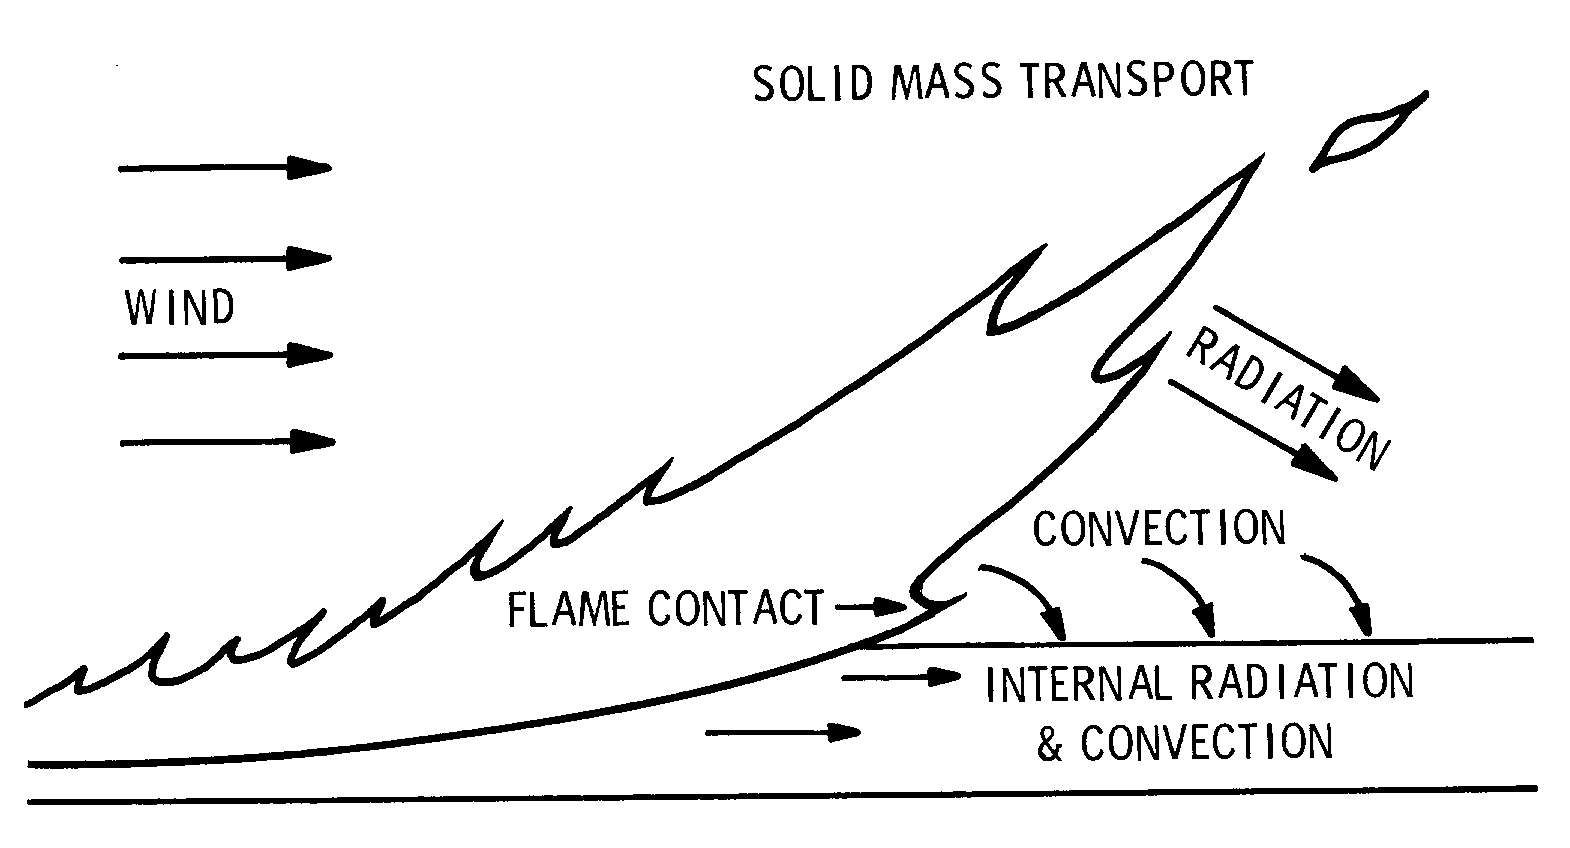 SOLID MASS TRANSPORT
WIND
RADIATION
CONVECTION
FLAME CONTACT
INTERNAL RADIATION
& CONVECTION